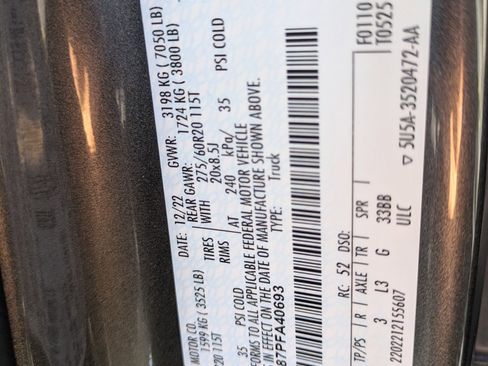 DATE: 12/22 GVWR: 3198 KG ( 7050 LB)
MOTOR CO. REAR GAWR: 1724 KG ( 3800 LB)
1599 KG ( 3525 LB) TIRES WITH 275/60R20 115T
R20 115T RIMS 20x8.5J
35 PSI COLD AT 240 kPa/ 35 PSI COLD
FORMS TO ALL APPLICABLE FEDERAL MOTOR VEHICLE
IN EFFECT ON THE DATE OF MANUFACTURE SHOWN ABOVE.
87PFA40693 TYPE: Truck
F0110
T0525
RC: 52 DSO:
TP/PS R AXLE TR SPR
3 L3 G 33BB
2202212155607 ULC ▽ 5U5A-3520472-AA